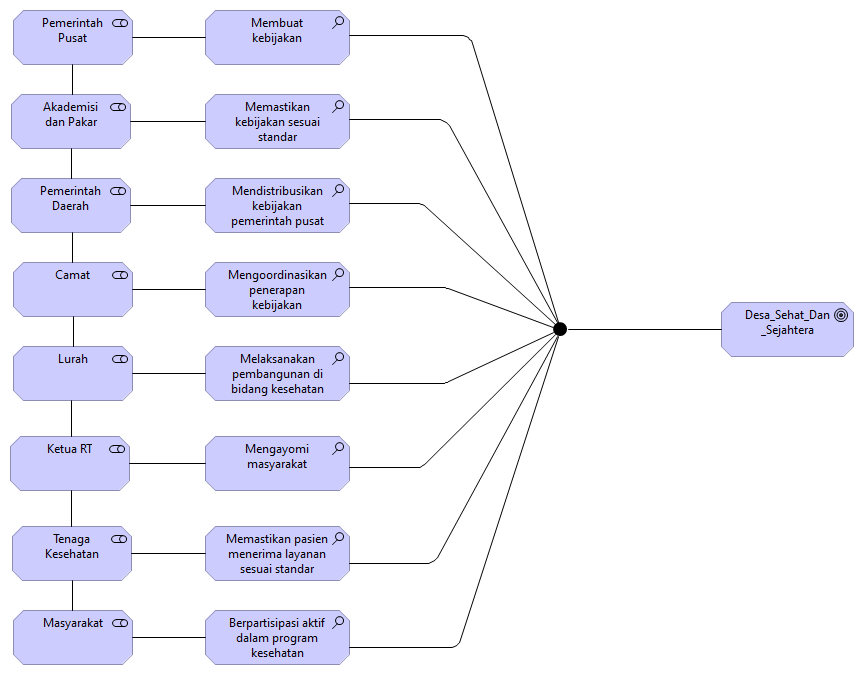 Pemerintah
Pusat
Membuat
kebijakan
Akademisi
dan Pakar
Memastikan
kebijakan sesuai
standar
Pemerintah
Daerah
Mendistribusikan
kebijakan
pemerintah pusat
Camat
Mengoordinasikan
penerapan
kebijakan
Desa_Sehat_Dan
_Sejahtera
Lurah
Melaksanakan
pembangunan di
bidang kesehatan
Ketua RT
Mengayomi
masyarakat
Tenaga
Kesehatan
Memastikan pasien
menerima layanan
sesuai standar
Masyarakat
Berpartisipasi aktif
dalam program
kesehatan